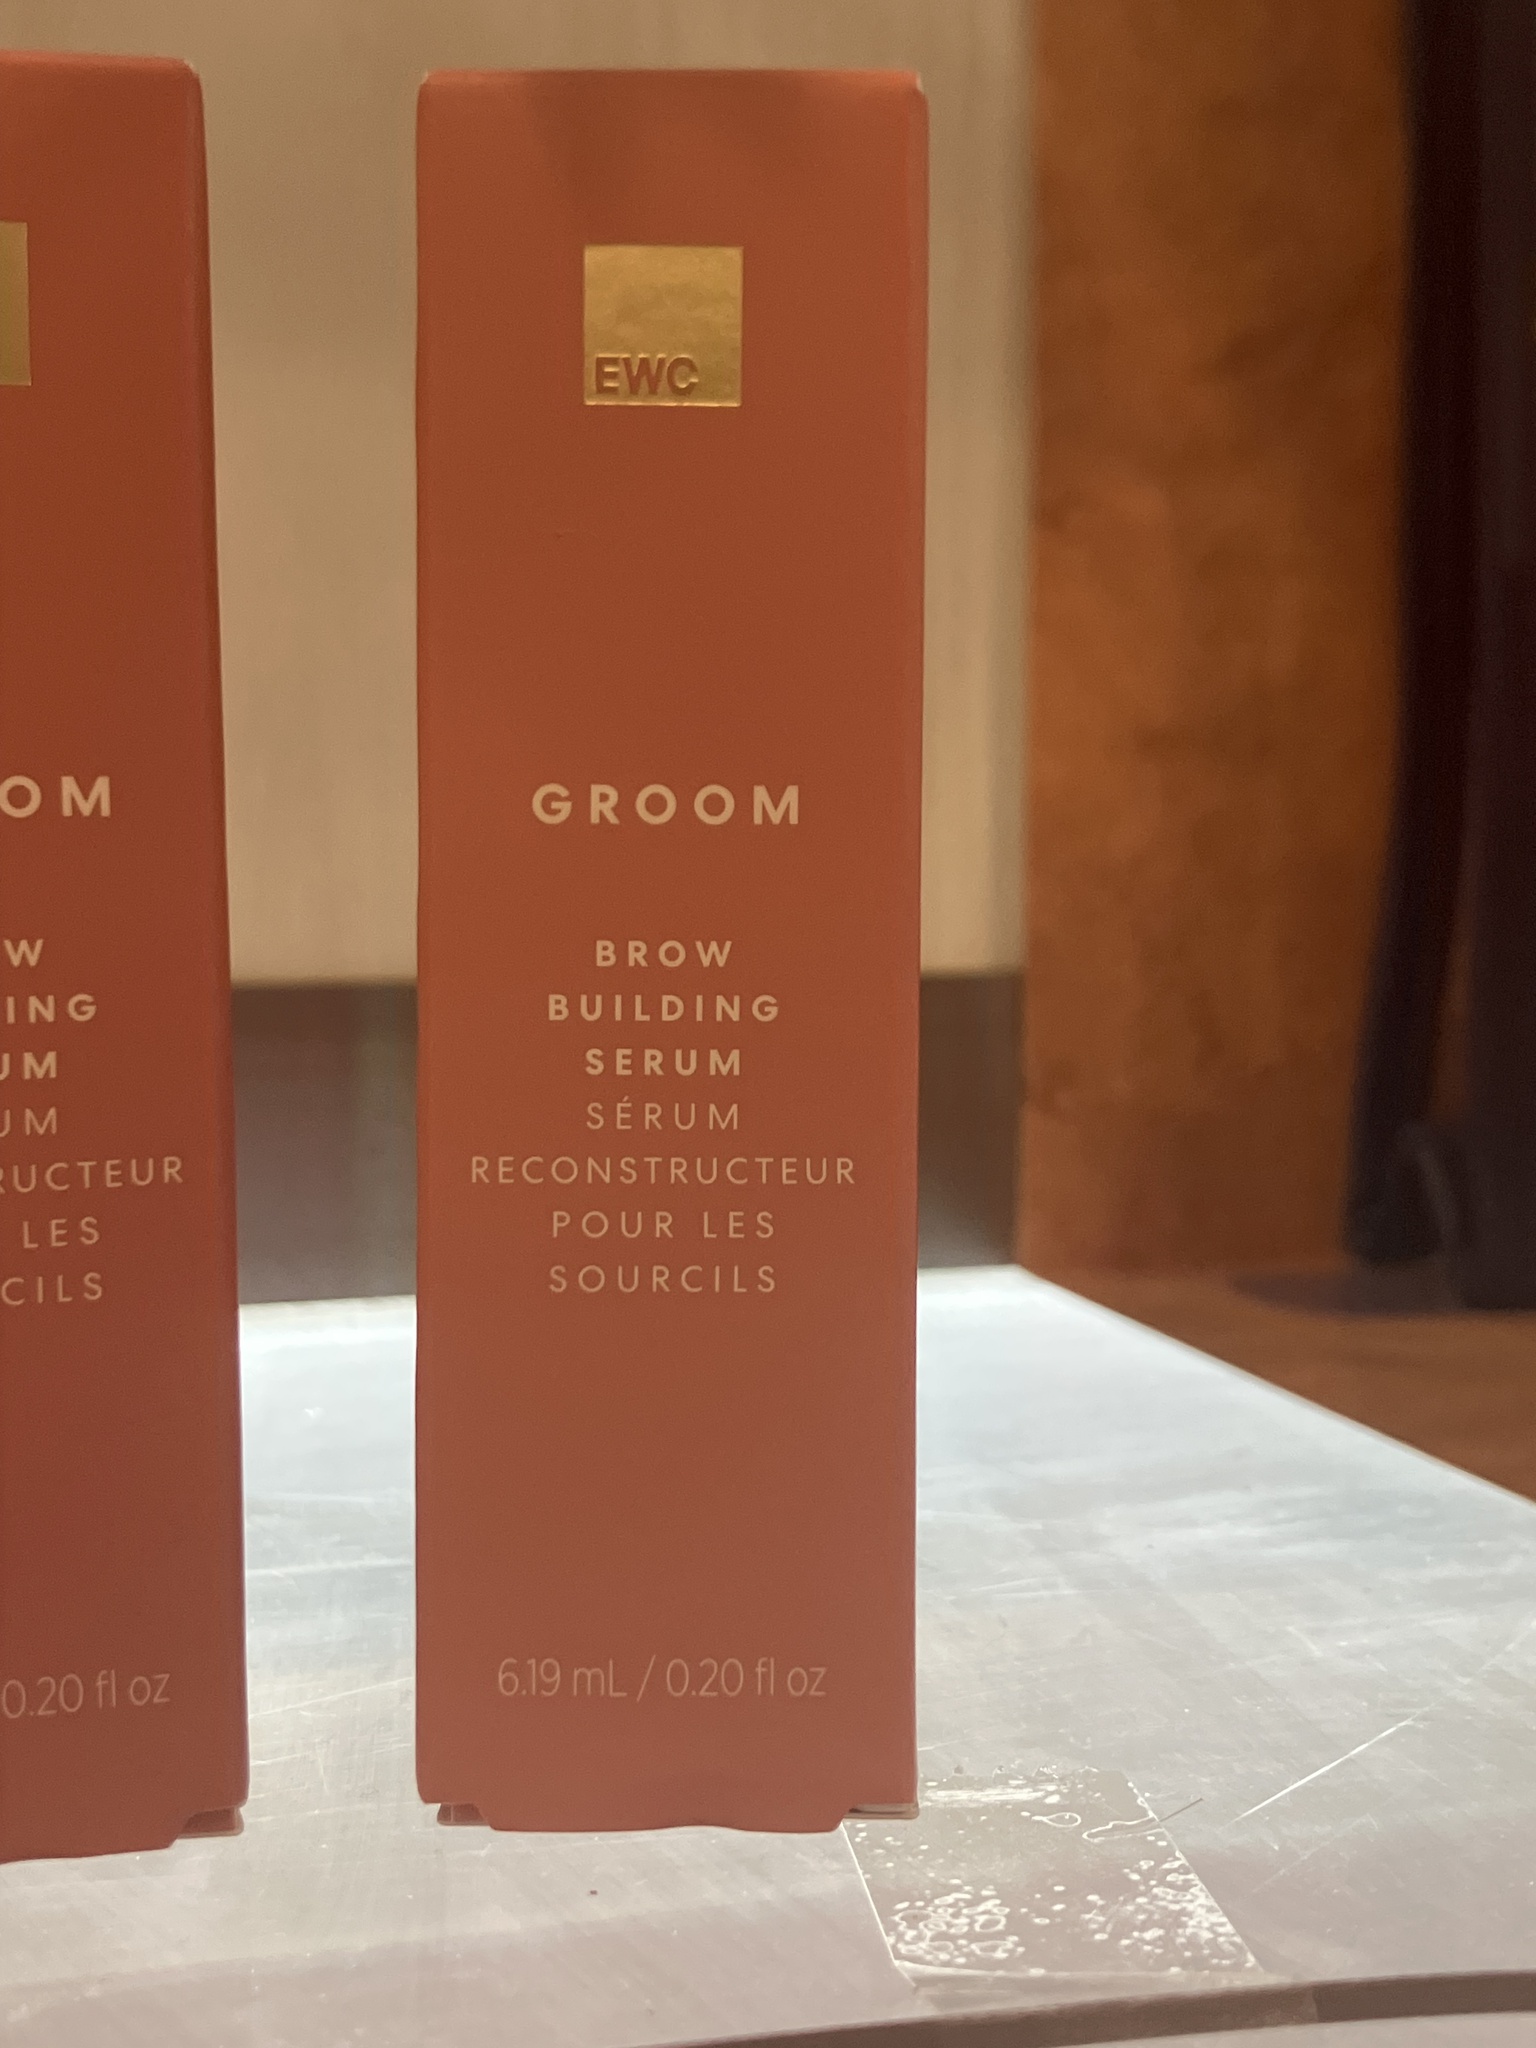 OM
W
ING
UM
UM
RUCTEUR
LES
CILS
0.20 fl oz
EWC
GROOM
BROW
BUILDING
SERUM
SÉRUM
RECONSTRUCTEUR
POUR LES
SOURCILS
6.19 mL / 0.20 fl oz